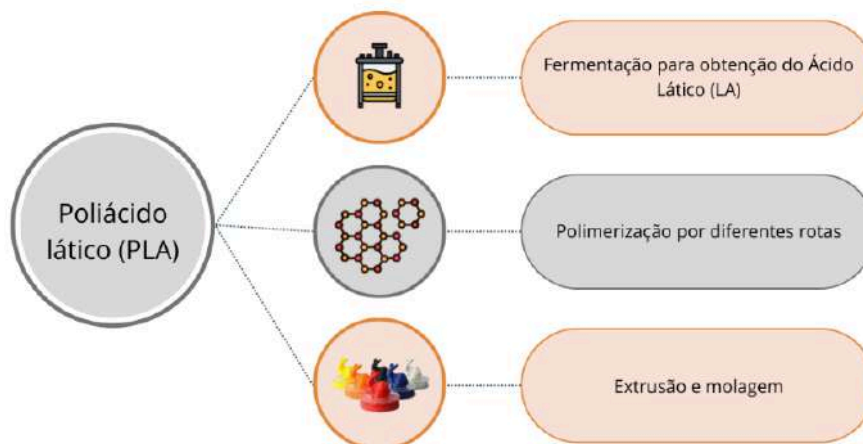 Poliácido
lático (PLA)
Fermentação para obtenção do Ácido
Lático (LA)
Polimerização por diferentes rotas
Extrusão e molagem